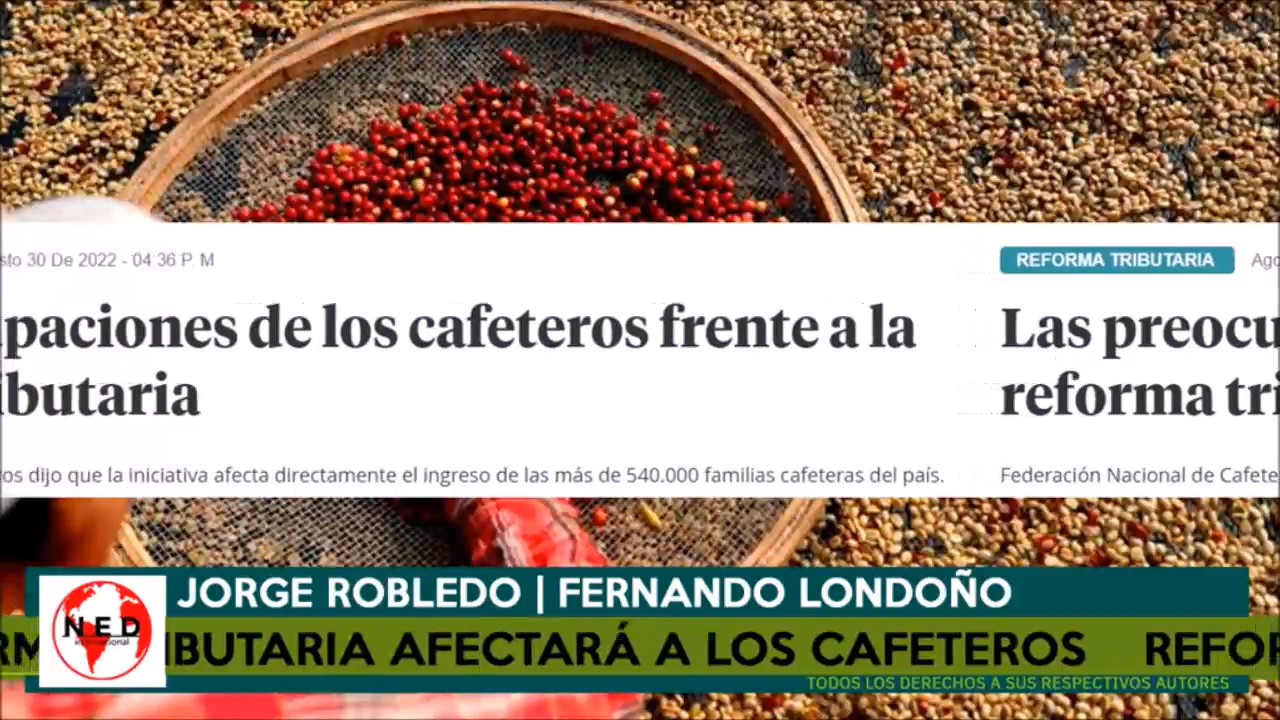 sto 30 De 2022 - 04:36 P. M
paciones de los cafeteros frente a la
ibutaria
os dijo que la iniciativa afecta directamente el ingreso de las más de 540.000 familias cafeteras del país.
REFORMA TRIBUTARIA Ago
Las preocu
reforma tri
Federación Nacional de Cafete
JORGE ROBLEDO | FERNANDO LONDOÑO
NED
international
RM IBUTARIA AFECTARÁ A LOS CAFETEROS REFOR
TODOS LOS DERECHOS A SUS RESPECTIVOS AUTORES